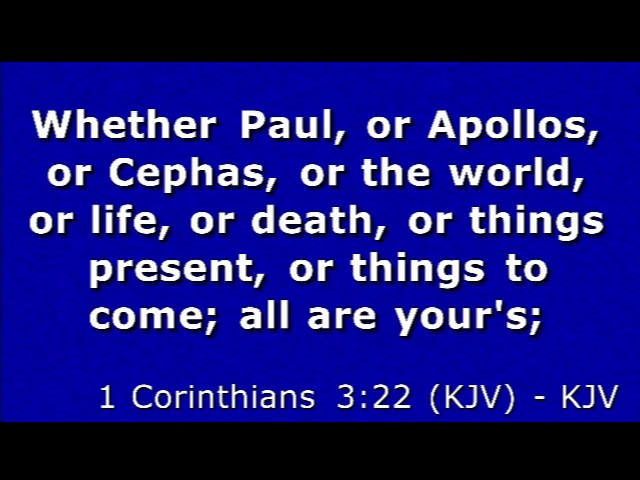 Whether Paul, or Apollos,
or Cephas, or the world,
or life, or death, or things
present, or things to
come; all are your's;
1 Corinthians 3:22 (KJV) - KJV